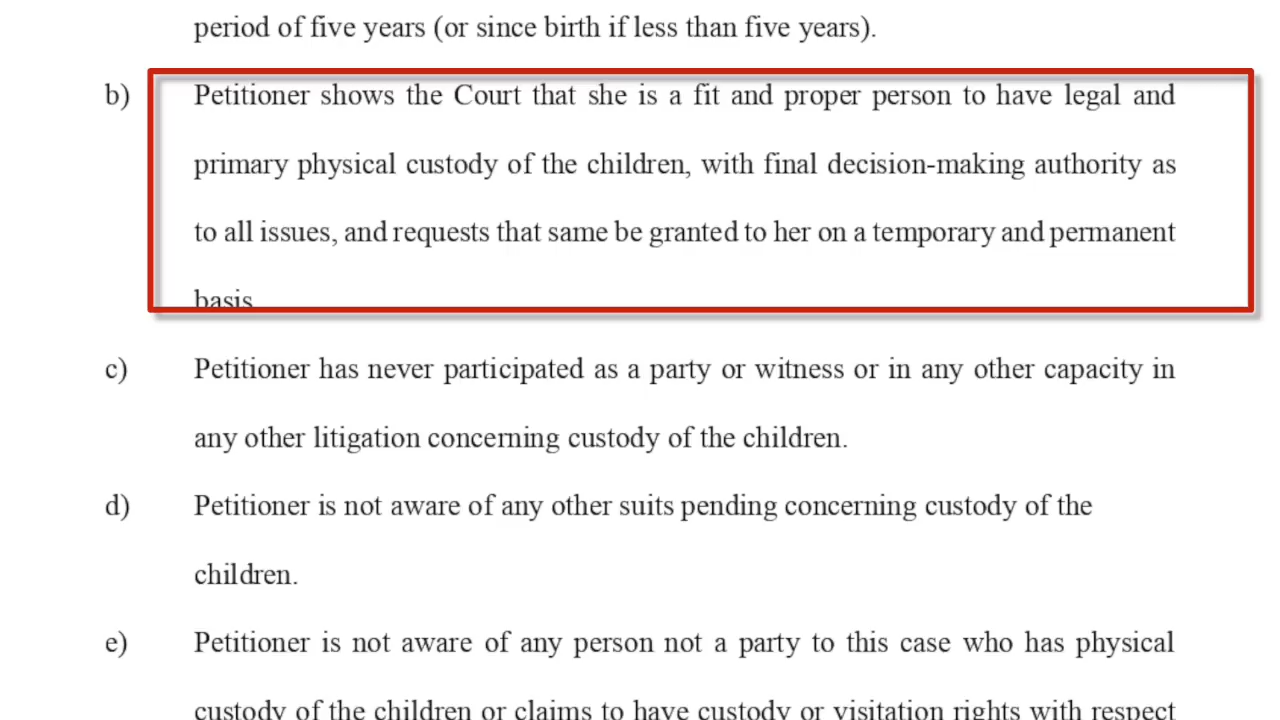 period of five years (or since birth if less than five years).
b) Petitioner shows the Court that she is a fit and proper person to have legal and
primary physical custody of the children, with final decision-making authority as
to all issues, and requests that same be granted to her on a temporary and permanent
basis.
c) Petitioner has never participated as a party or witness or in any other capacity in
any other litigation concerning custody of the children.
d) Petitioner is not aware of any other suits pending concerning custody of the
children.
e) Petitioner is not aware of any person not a party to this case who has physical
custody of the children or claims to have custody or visitation rights with respect